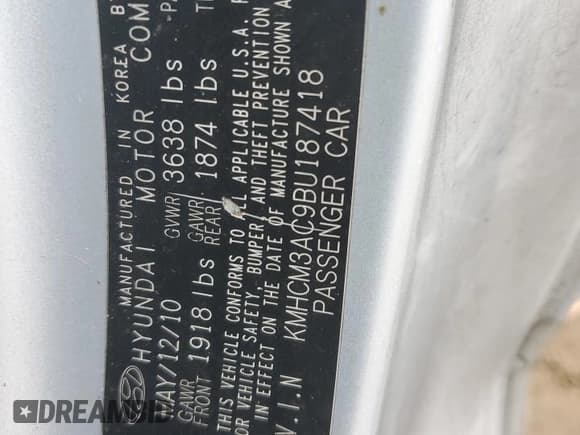 MANUFACTURED IN KOREA B
HYUNDAI MOTOR COM
MAY/12/10 GVWR 3638 lbs
GAWR FRONT 1918 lbs GAWR REAR 1874 lbs
THIS VEHICLE CONFORMS TO ALL APPLICABLE U.S.A.
VEHICLE SAFETY, BUMPER, AND THEFT PREVENTION
IN EFFECT ON THE DATE OF MANUFACTURE SHOWN A
V.I.N KMHCM3AC9BU187418
PASSENGER CAR
DREAMBID